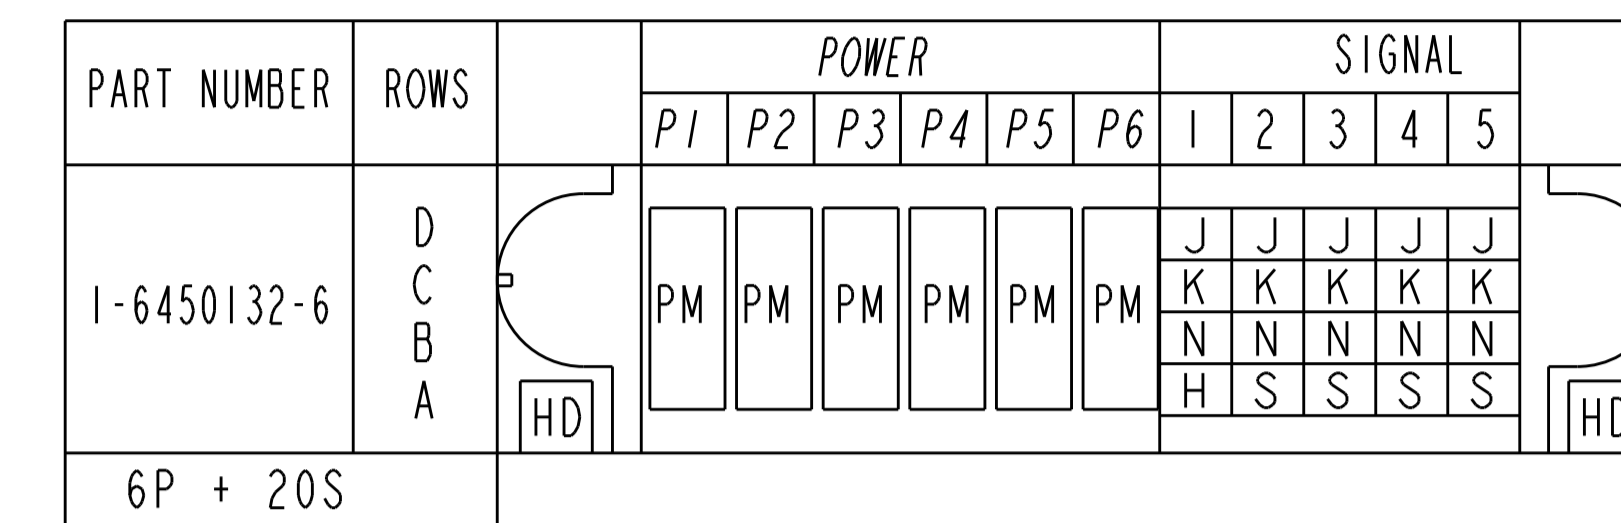 PART NUMBER ROWS POWER SIGNAL
P1 P2 P3 P4 P5 P6 1 2 3 4 5
D J J J J J
C K K K K K
1-6450132-6 PM PM PM PM PM PM
B N N N N N
A H S S S S
HD HD
6P + 20S